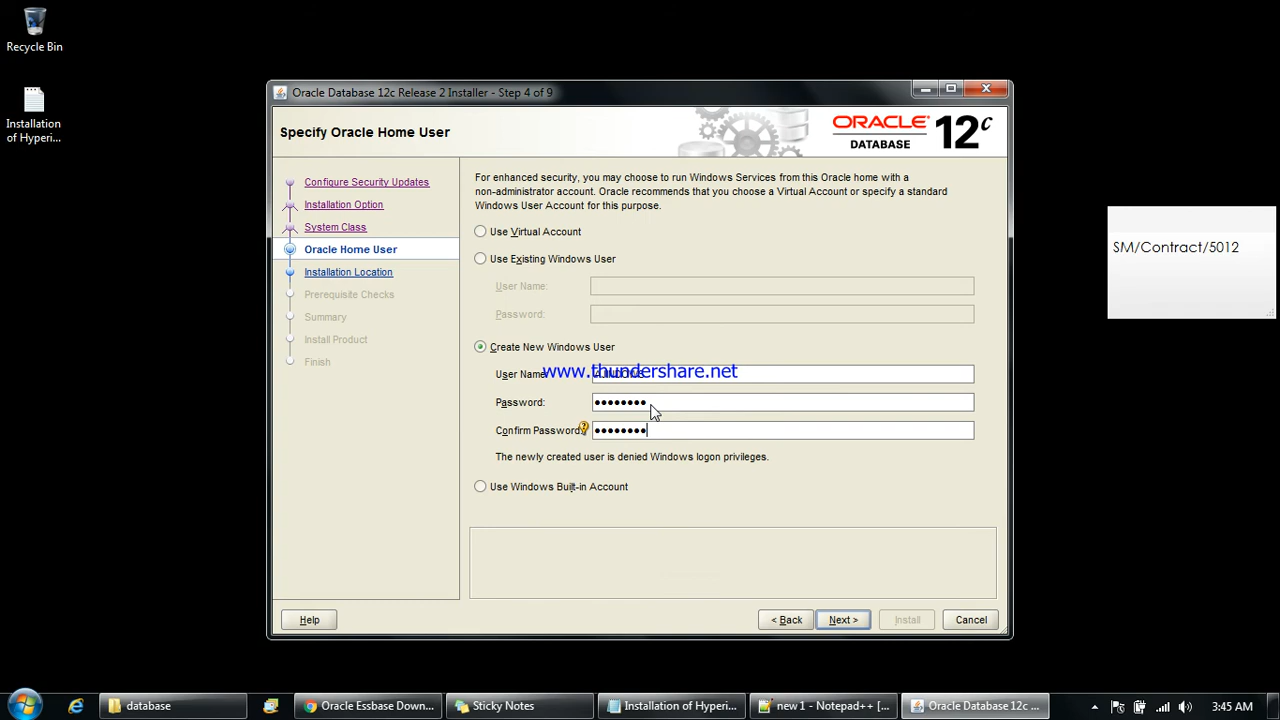 Recycle Bin
Installation
of Hyperi...
Oracle Database 12c Release 2 Installer - Step 4 of 9
Specify Oracle Home User
ORACLE
DATABASE
12c
Configure Security Updates
Installation Option
System Class
Oracle Home User
Installation Location
Prerequisite Checks
Summary
Install Product
Finish
For enhanced security, you may choose to run Windows Services from this Oracle home with a
non-administrator account. Oracle recommends that you choose a Virtual Account or specify a standard
Windows User Account for this purpose.
Use Virtual Account
Use Existing Windows User
User Name:
Password:
Create New Windows User
User Name:
www.thundershare.net
Password: ••••••••
Confirm Password: ••••••••
The newly created user is denied Windows logon privileges.
Use Windows Built-in Account
Help
< Back
Next >
Install
Cancel
SM/Contract/5012
database
Oracle Essbase Down...
Sticky Notes
Installation of Hyperi...
new 1 - Notepad++ [...
Oracle Database 12c ...
3:45 AM